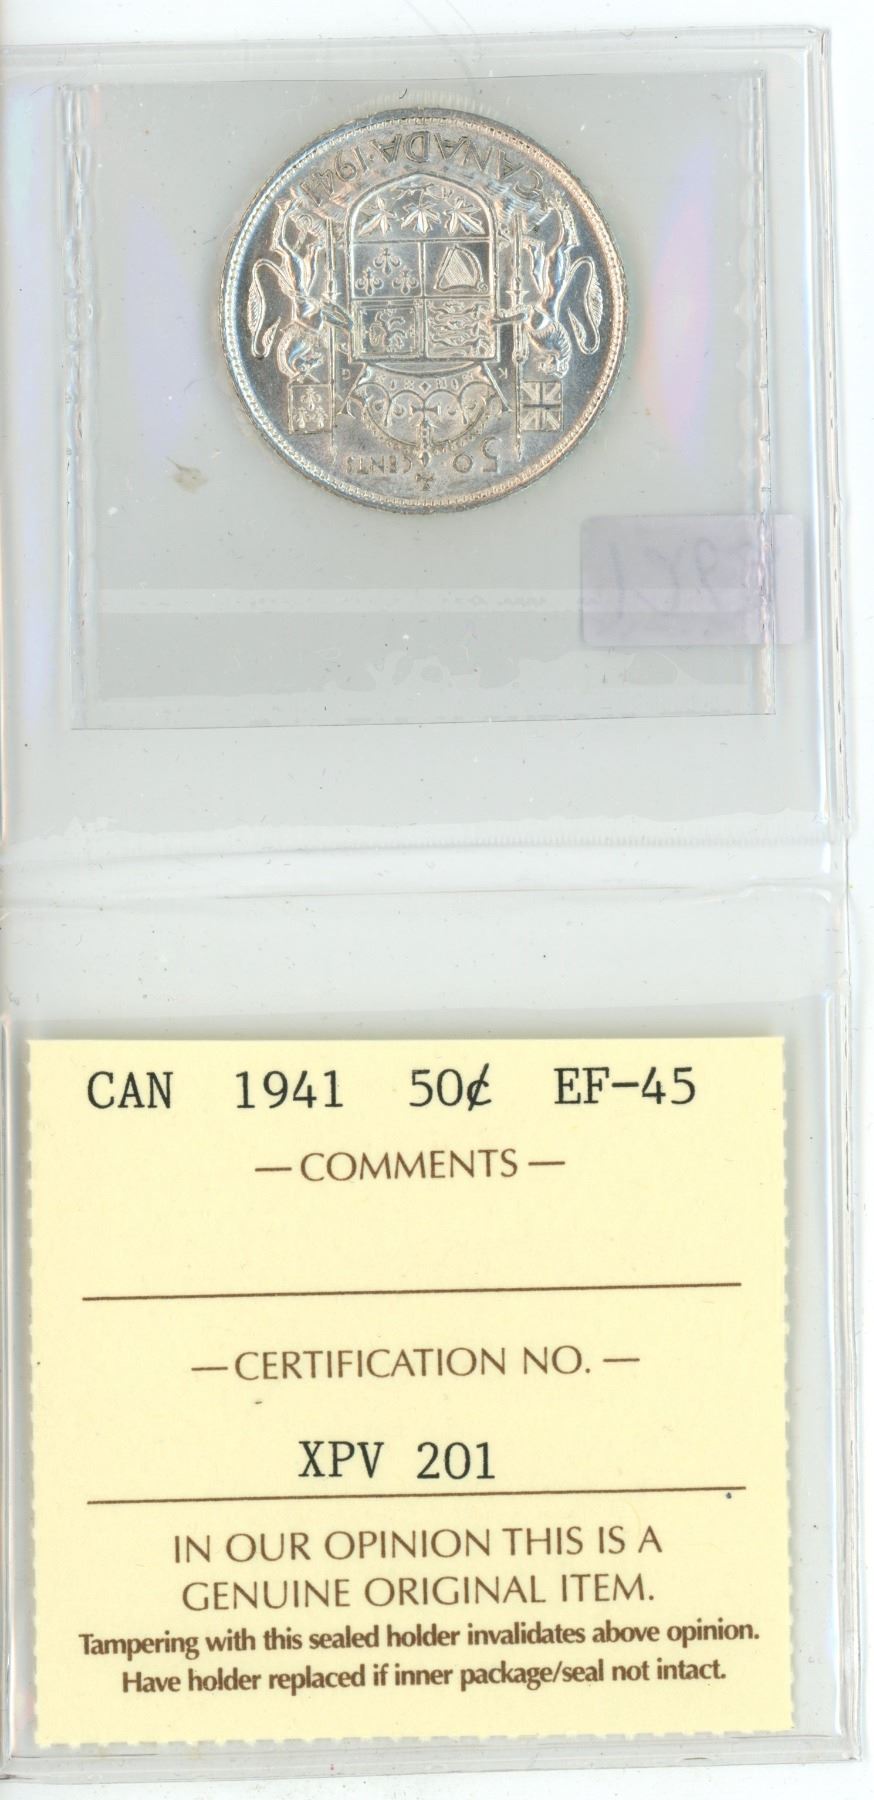 CANADA·1941
K G
50
CENTS
CAN 1941 50¢ EF-45
— COMMENTS —
— CERTIFICATION NO. —
XPV 201
IN OUR OPINION THIS IS A
GENUINE ORIGINAL ITEM.
Tampering with this sealed holder invalidates above opinion.
Have holder replaced if inner package/seal not intact.